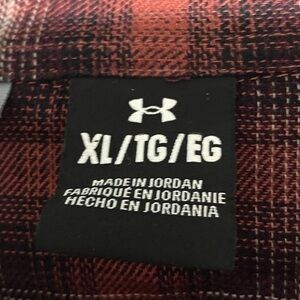 XL/TG/EG
MADE IN JORDAN
FABRIQUÉ EN JORDANIE
HECHO EN JORDANIA